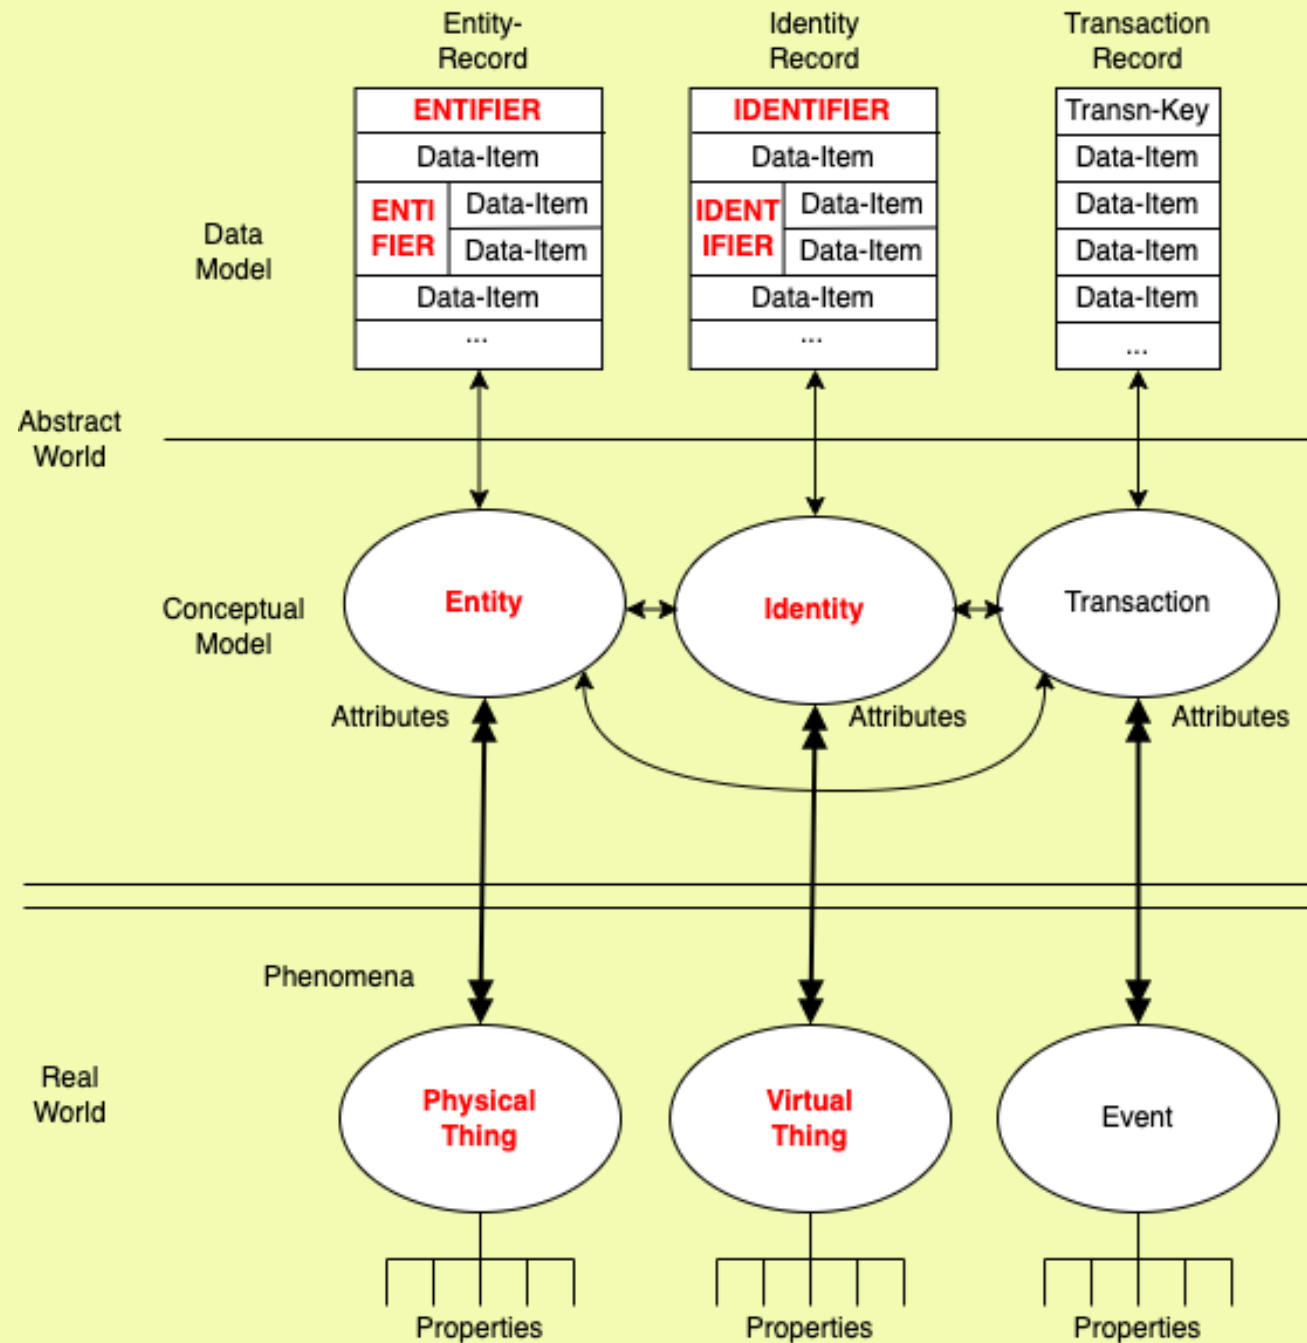 Entity-
Record
Identity
Record
Transaction
Record
ENTIFIER
Data-Item
ENTI
FIER
Data-Item
Data-Item
Data-Item
...
IDENTIFIER
Data-Item
IDENT
IFIER
Data-Item
Data-Item
Data-Item
...
Transn-Key
Data-Item
Data-Item
Data-Item
Data-Item
...
Data
Model
Abstract
World
Conceptual
Model
Entity
Identity
Transaction
Attributes
Attributes
Attributes
Phenomena
Real
World
Physical
Thing
Virtual
Thing
Event
Properties
Properties
Properties